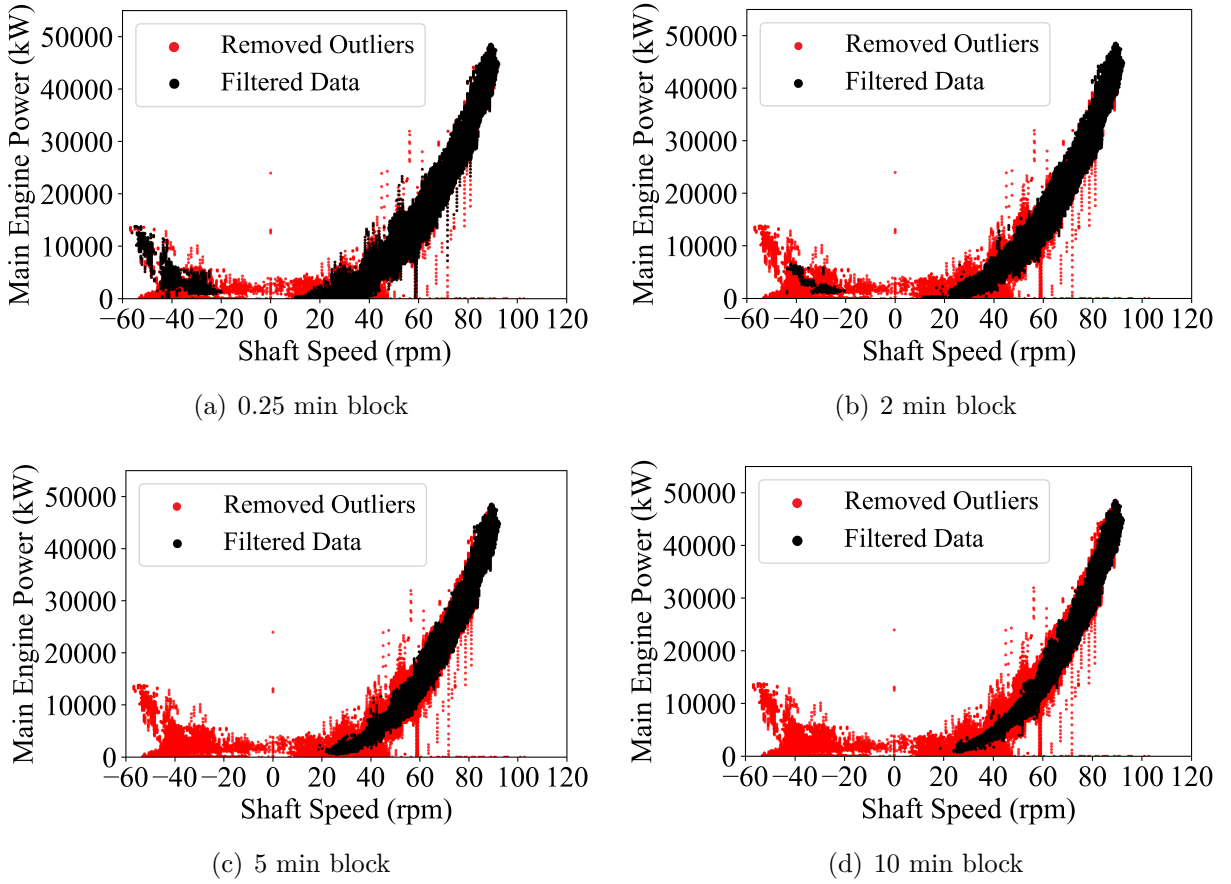 Main Engine Power (kW)
50000
40000
30000
20000
10000
0
Removed Outliers
Filtered Data
−60 −40 −20 0 20 40 60 80 100 120
Shaft Speed (rpm)
(a) 0.25 min block
Main Engine Power (kW)
50000
40000
30000
20000
10000
0
Removed Outliers
Filtered Data
−60 −40 −20 0 20 40 60 80 100 120
Shaft Speed (rpm)
(b) 2 min block
Main Engine Power (kW)
50000
40000
30000
20000
10000
0
Removed Outliers
Filtered Data
−60 −40 −20 0 20 40 60 80 100 120
Shaft Speed (rpm)
(c) 5 min block
Main Engine Power (kW)
50000
40000
30000
20000
10000
0
Removed Outliers
Filtered Data
−60 −40 −20 0 20 40 60 80 100 120
Shaft Speed (rpm)
(d) 10 min block